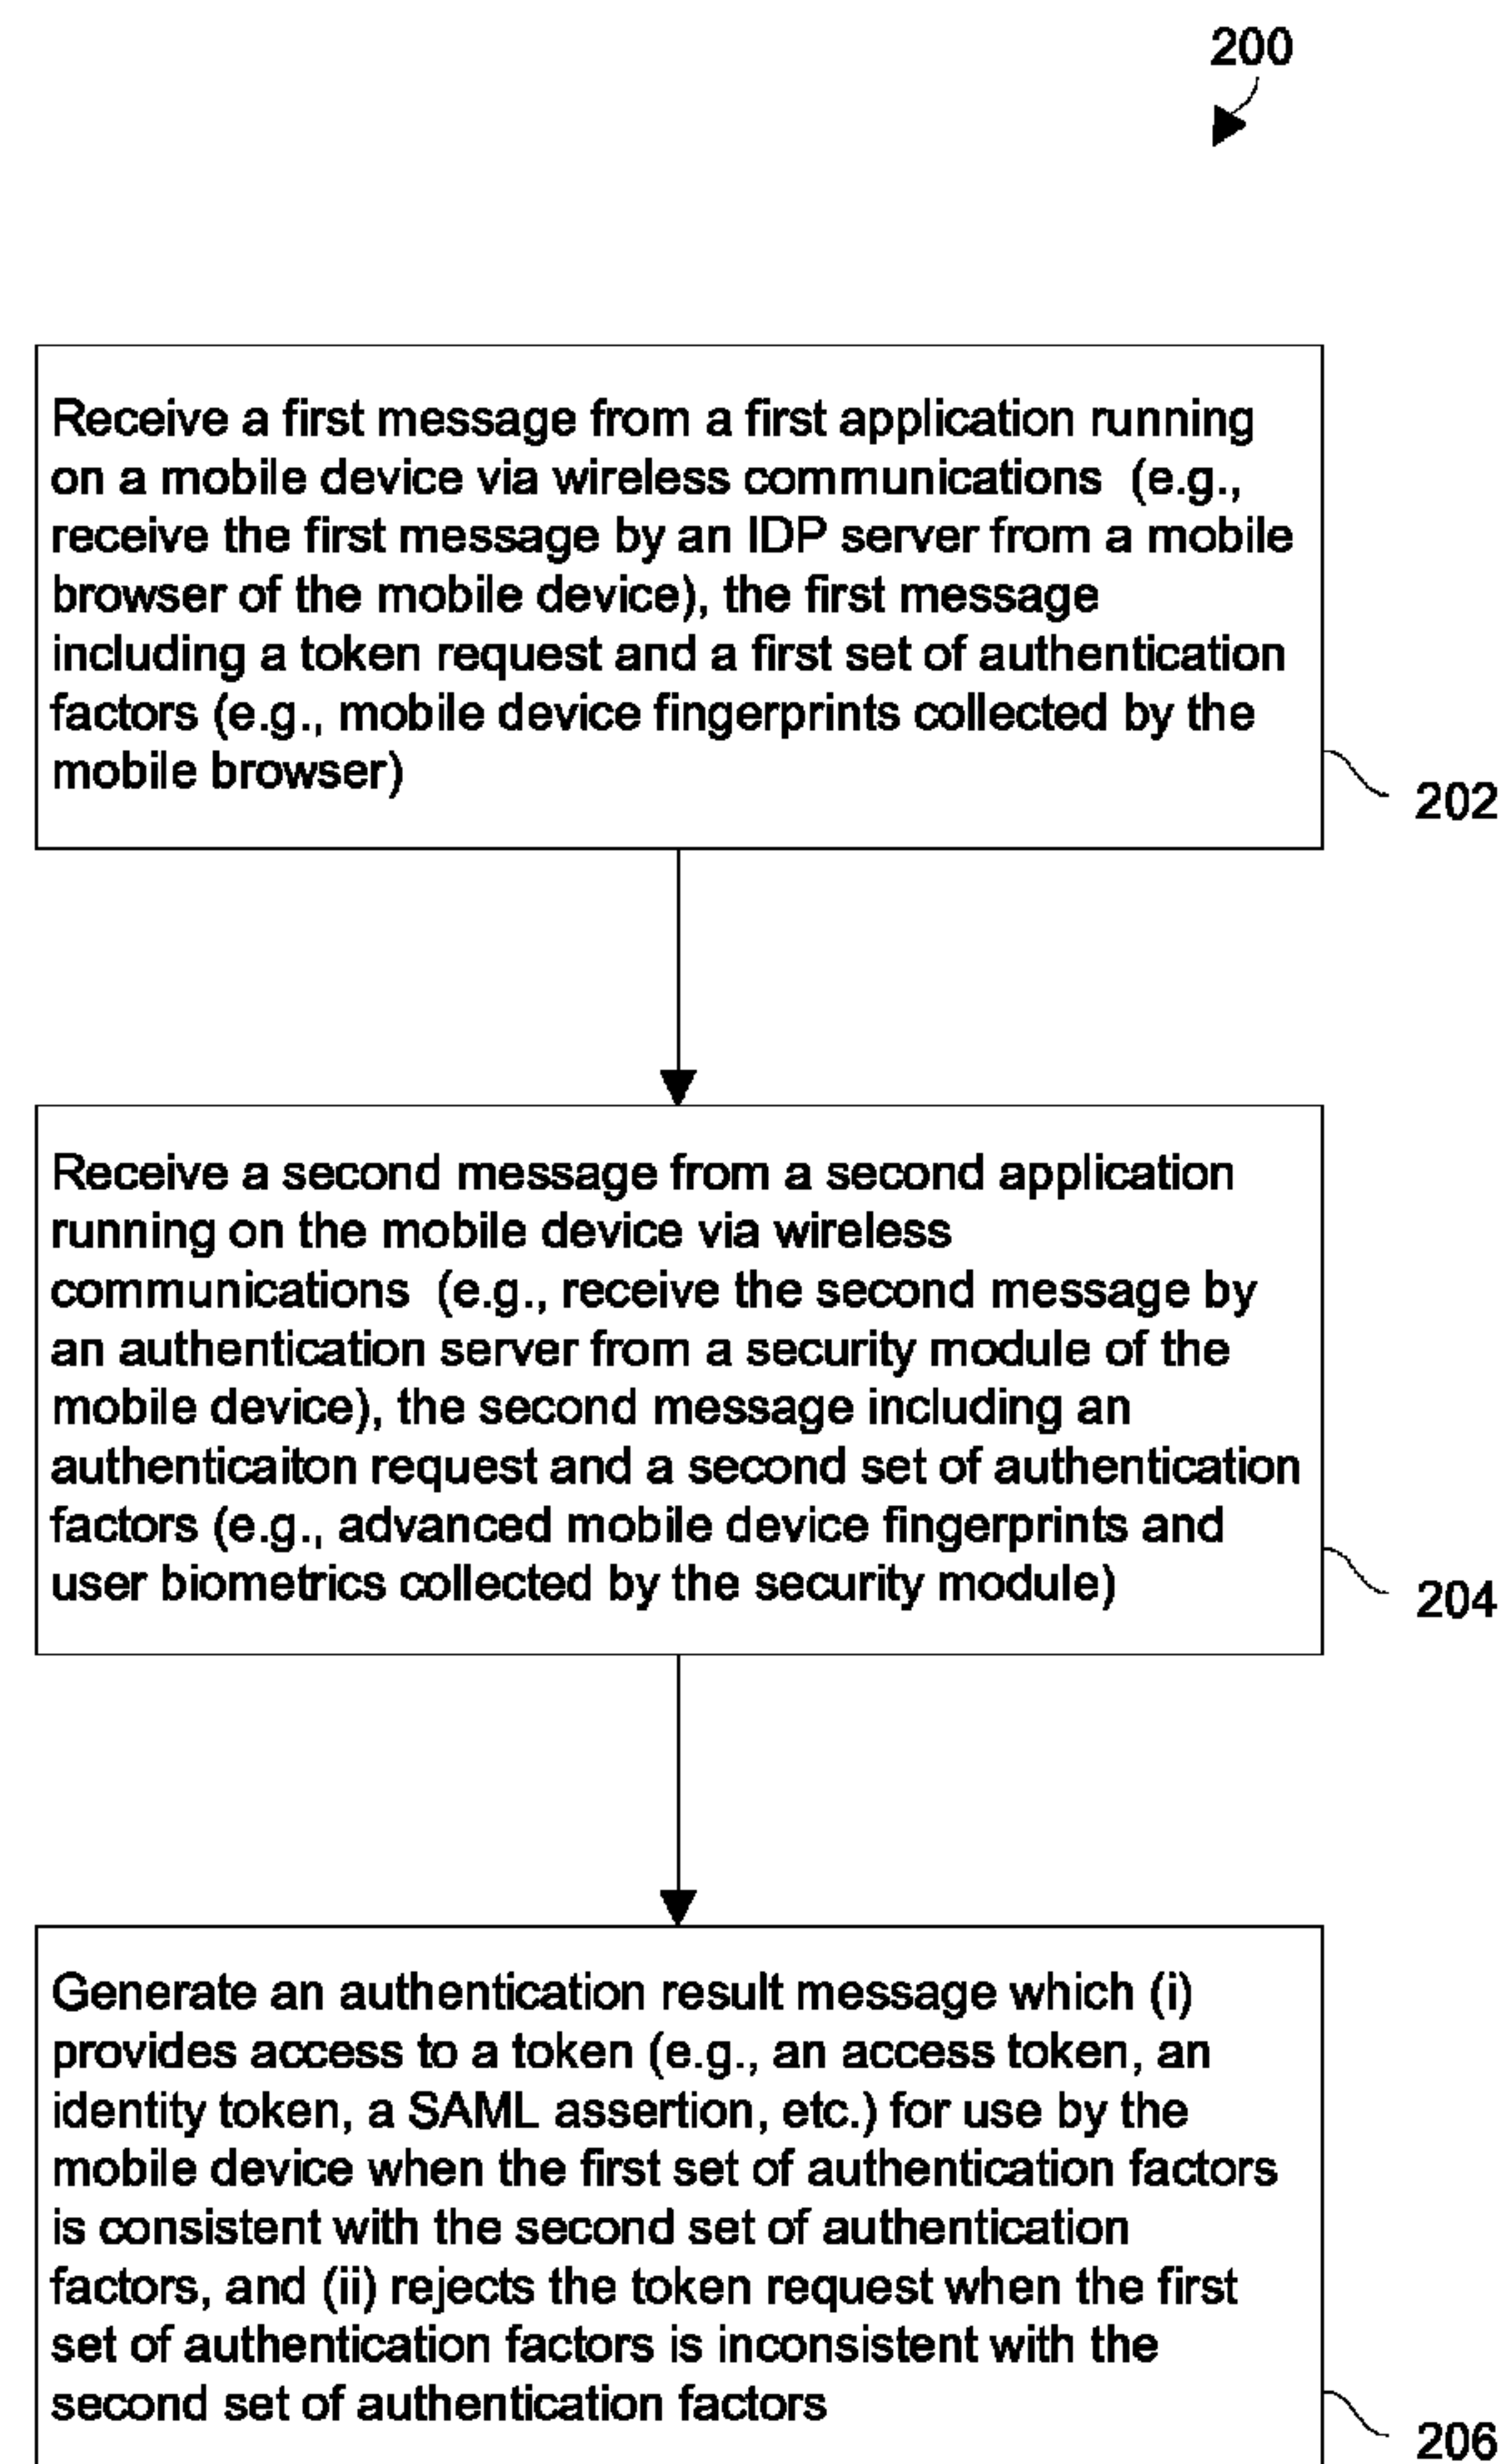 200
Receive a first message from a first application running
on a mobile device via wireless communications (e.g.,
receive the first message by an IDP server from a mobile
browser of the mobile device), the first message
including a token request and a first set of authentication
factors (e.g., mobile device fingerprints collected by the
mobile browser)
202
Receive a second message from a second application
running on the mobile device via wireless
communications (e.g., receive the second message by
an authentication server from a security module of the
mobile device), the second message including an
authenticaiton request and a second set of authentication
factors (e.g., advanced mobile device fingerprints and
user biometrics collected by the security module)
204
Generate an authentication result message which (i)
provides access to a token (e.g., an access token, an
identity token, a SAML assertion, etc.) for use by the
mobile device when the first set of authentication factors
is consistent with the second set of authentication
factors, and (ii) rejects the token request when the first
set of authentication factors is inconsistent with the
second set of authentication factors
206